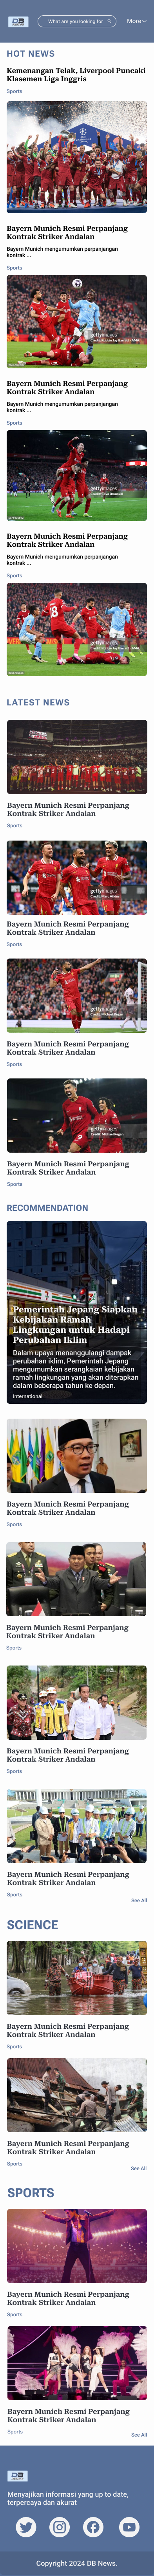 DB
What are you looking for
More
HOT NEWS
Kemenangan Telak, Liverpool Puncaki
Klasemen Liga Inggris
Sports
Bayern Munich Resmi Perpanjang
Kontrak Striker Andalan
Bayern Munich mengumumkan perpanjangan
kontrak ...
Sports
gettyimages
Bayern Munich Resmi Perpanjang
Kontrak Striker Andalan
Bayern Munich mengumumkan perpanjangan
kontrak ...
Sports
gettyimages
Bayern Munich Resmi Perpanjang
Kontrak Striker Andalan
Bayern Munich mengumumkan perpanjangan
kontrak ...
Sports
gettyimages
LATEST NEWS
Bayern Munich Resmi Perpanjang
Kontrak Striker Andalan
Sports
gettyimages
Bayern Munich Resmi Perpanjang
Kontrak Striker Andalan
Sports
gettyimages
Bayern Munich Resmi Perpanjang
Kontrak Striker Andalan
Sports
gettyimages
Bayern Munich Resmi Perpanjang
Kontrak Striker Andalan
Sports
RECOMMENDATION
Pemerintah Jepang Siapkan
Kebijakan Ramah
Lingkungan untuk Hadapi
Perubahan Iklim
Dalam upaya menanggulangi dampak
perubahan iklim, Pemerintah Jepang
mengumumkan serangkaian kebijakan
ramah lingkungan yang akan diterapkan
dalam beberapa tahun ke depan.
International
Bayern Munich Resmi Perpanjang
Kontrak Striker Andalan
Sports
Bayern Munich Resmi Perpanjang
Kontrak Striker Andalan
Sports
Bayern Munich Resmi Perpanjang
Kontrak Striker Andalan
Sports
Bayern Munich Resmi Perpanjang
Kontrak Striker Andalan
Sports
See All
SCIENCE
Bayern Munich Resmi Perpanjang
Kontrak Striker Andalan
Sports
Bayern Munich Resmi Perpanjang
Kontrak Striker Andalan
Sports
See All
SPORTS
Bayern Munich Resmi Perpanjang
Kontrak Striker Andalan
Sports
Bayern Munich Resmi Perpanjang
Kontrak Striker Andalan
Sports
See All
DB
Menyajikan informasi yang up to date,
terpercaya dan akurat
Copyright 2024 DB News.